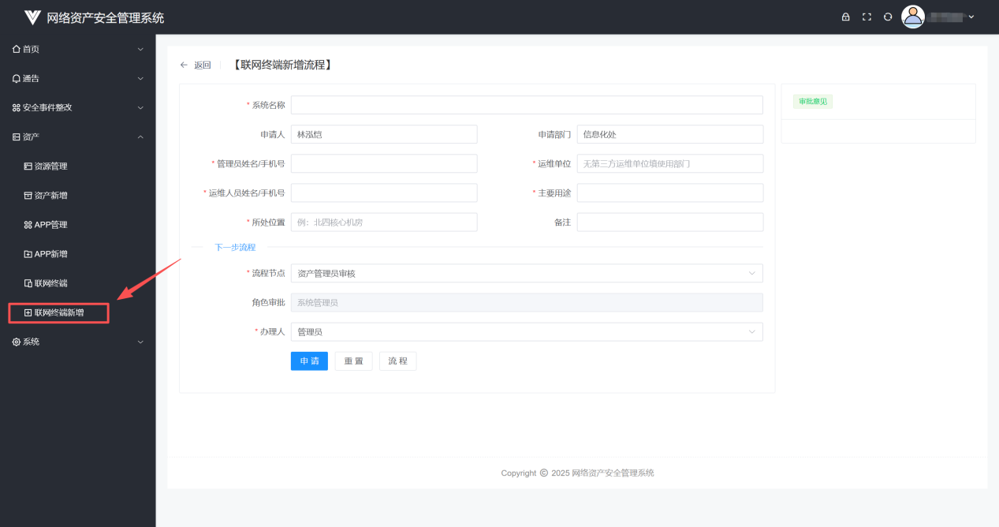 网络资产安全管理系统
首页
通告
安全事件整改
资产
资源管理
资产新增
APP管理
APP新增
联网终端
联网终端新增
系统
返回 【联网终端新增流程】
* 系统名称
申请人 林泓恺 申请部门 信息化处
* 管理员姓名/手机号 * 运维单位 无第三方运维单位填使用部门
* 运维人员姓名/手机号 * 主要用途
* 所处位置 例：北四核心机房 备注
下一步流程
* 流程节点 资产管理员审核
角色审批 系统管理员
* 办理人 管理员
申 请 重 置 流 程
审批意见
Copyright © 2025 网络资产安全管理系统